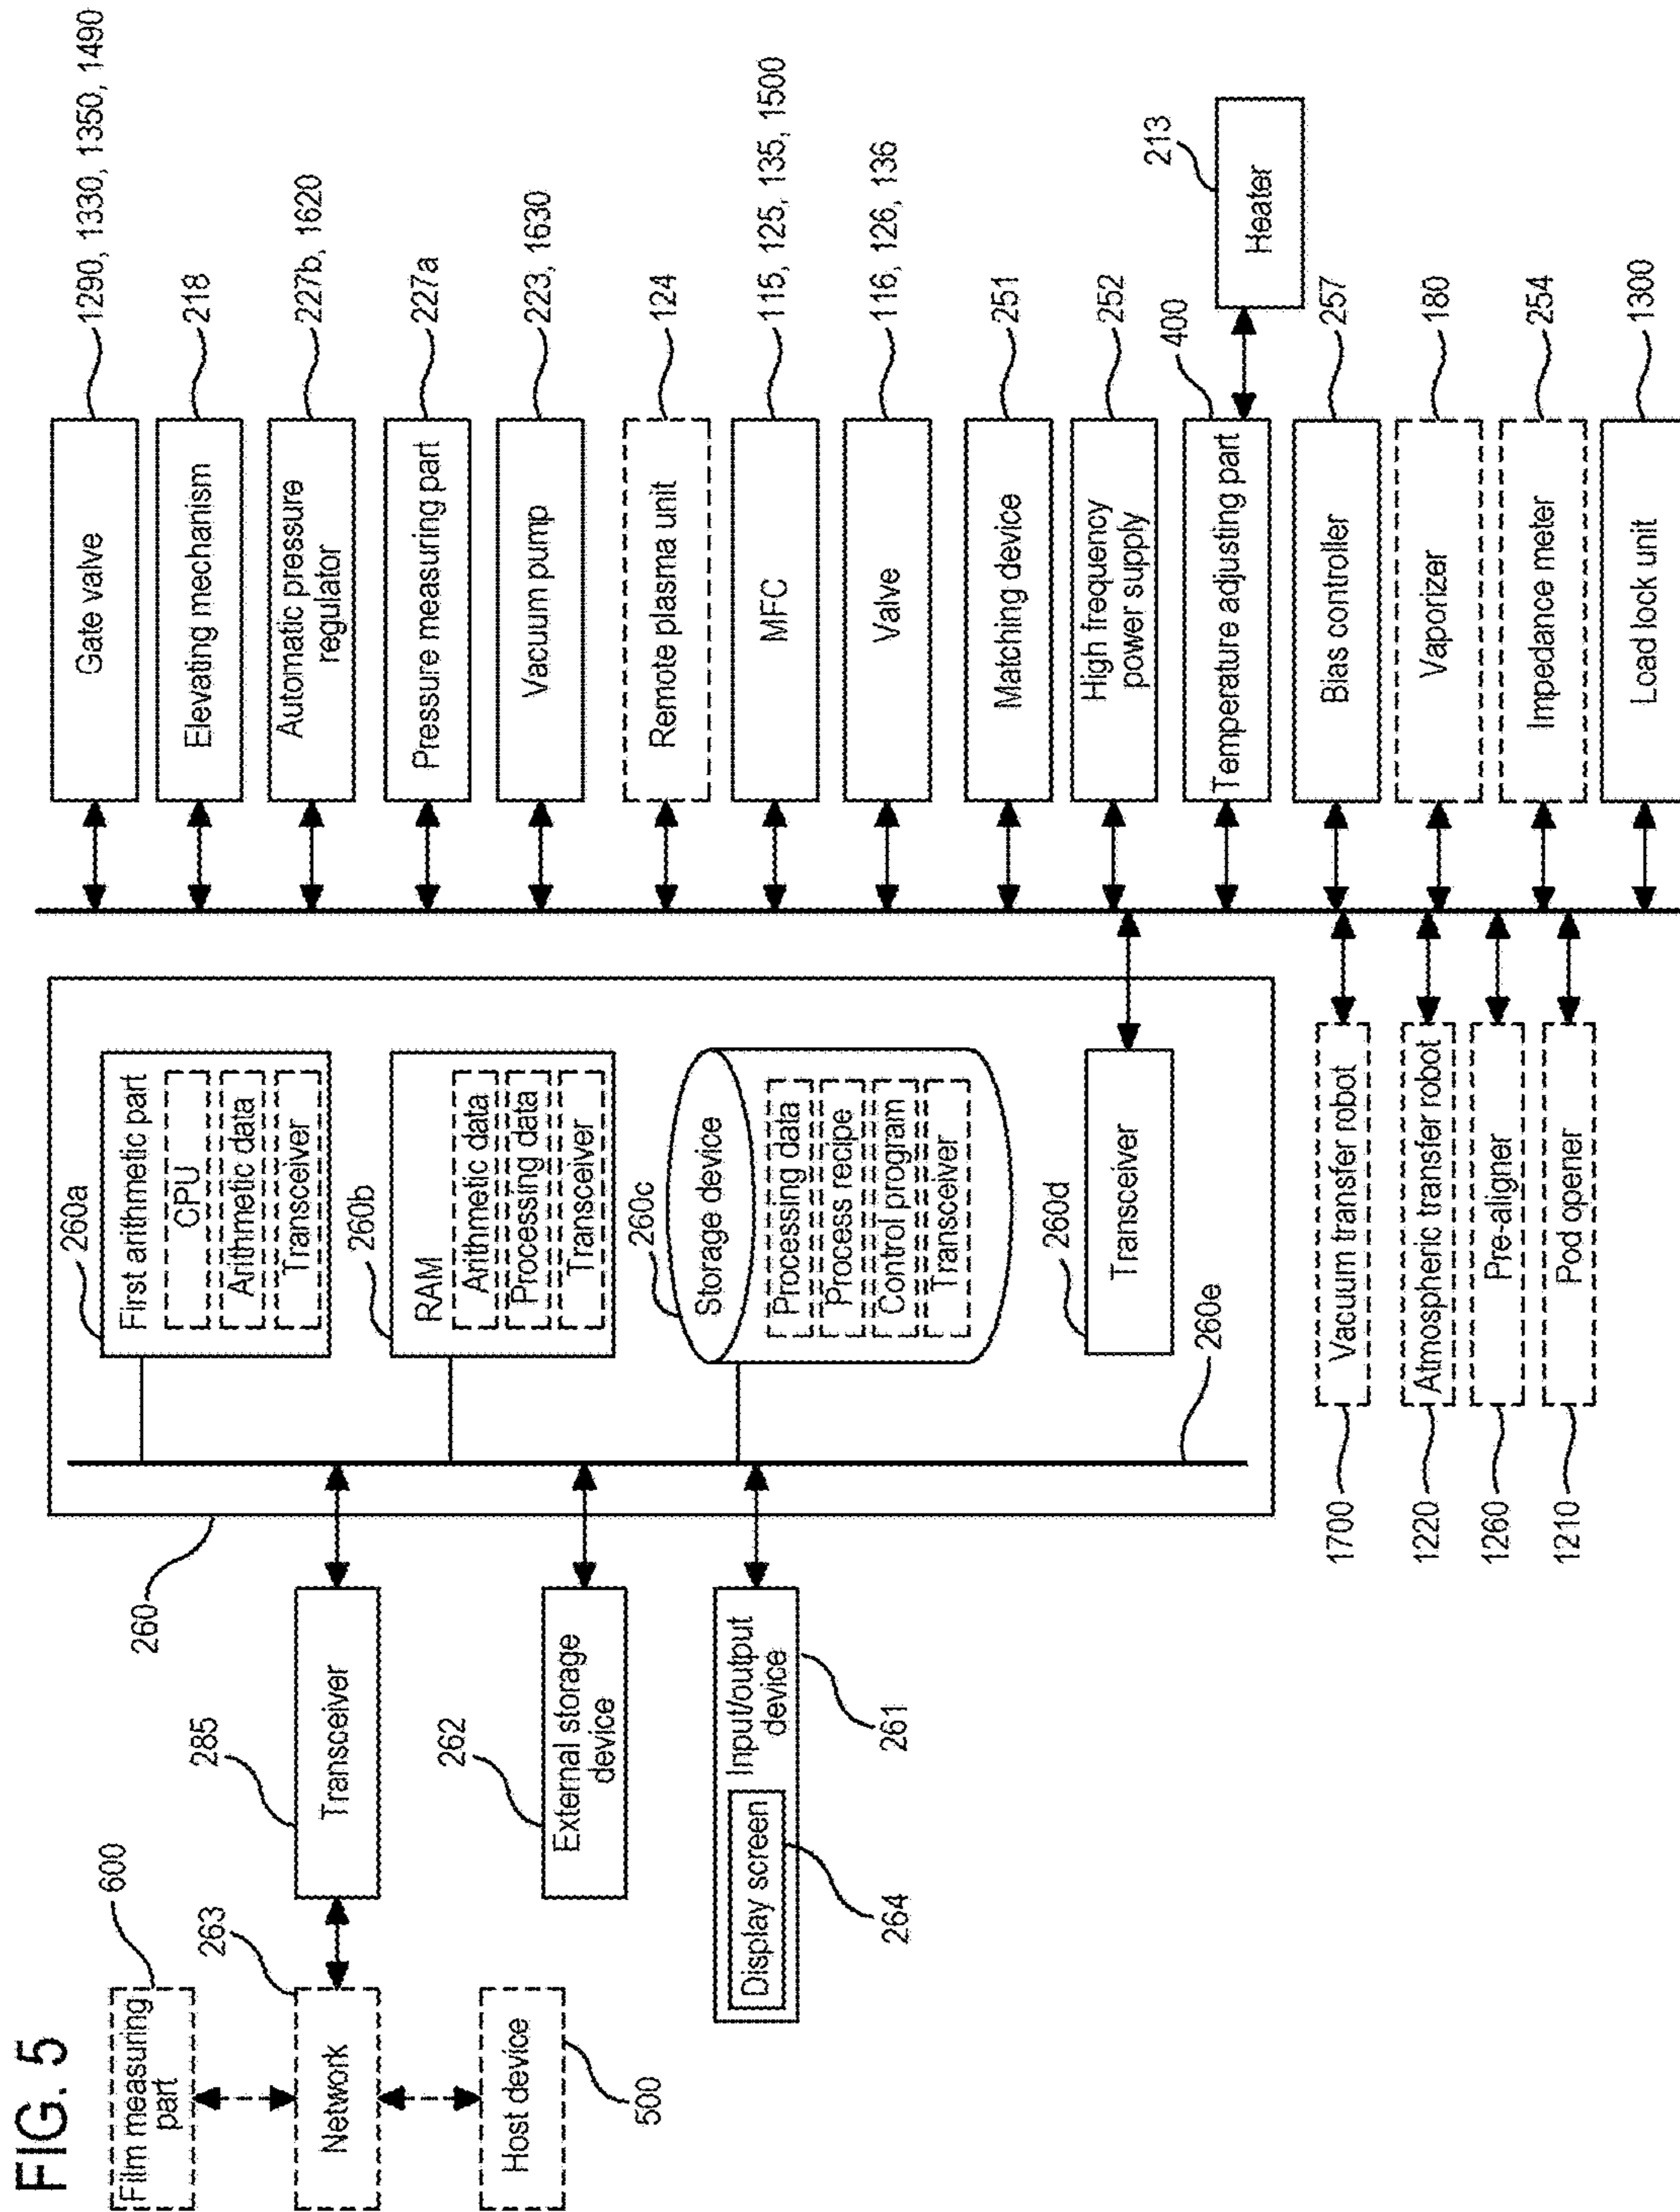 FIG. 5
600
Film measuring
part
263
Network
Host device
500
285
Transceiver
262
External storage
device
Input/output
device
261
Display screen
264
260
260a
First arithmetic part
CPU
Arithmetic data
Transceiver
260b
RAM
Arithmetic data
Processing data
Transceiver
260c
Storage device
Processing data
Process recipe
Control program
Transceiver
260d
Transceiver
260e
1700
Vacuum transfer robot
1220
Atmospheric transfer robot
1260
Pre-aligner
1210
Pod opener
Gate valve
1290, 1330, 1350, 1490
Elevating mechanism
218
Automatic pressure
regulator
227b, 1620
Pressure measuring part
227a
Vacuum pump
223, 1630
Remote plasma unit
124
MFC
115, 125, 135, 1500
Valve
116, 126, 136
Matching device
251
High frequency
power supply
252
Temperature adjusting part
400
Heater
213
Bias controller
257
Vaporizer
180
Impedance meter
254
Load lock unit
1300